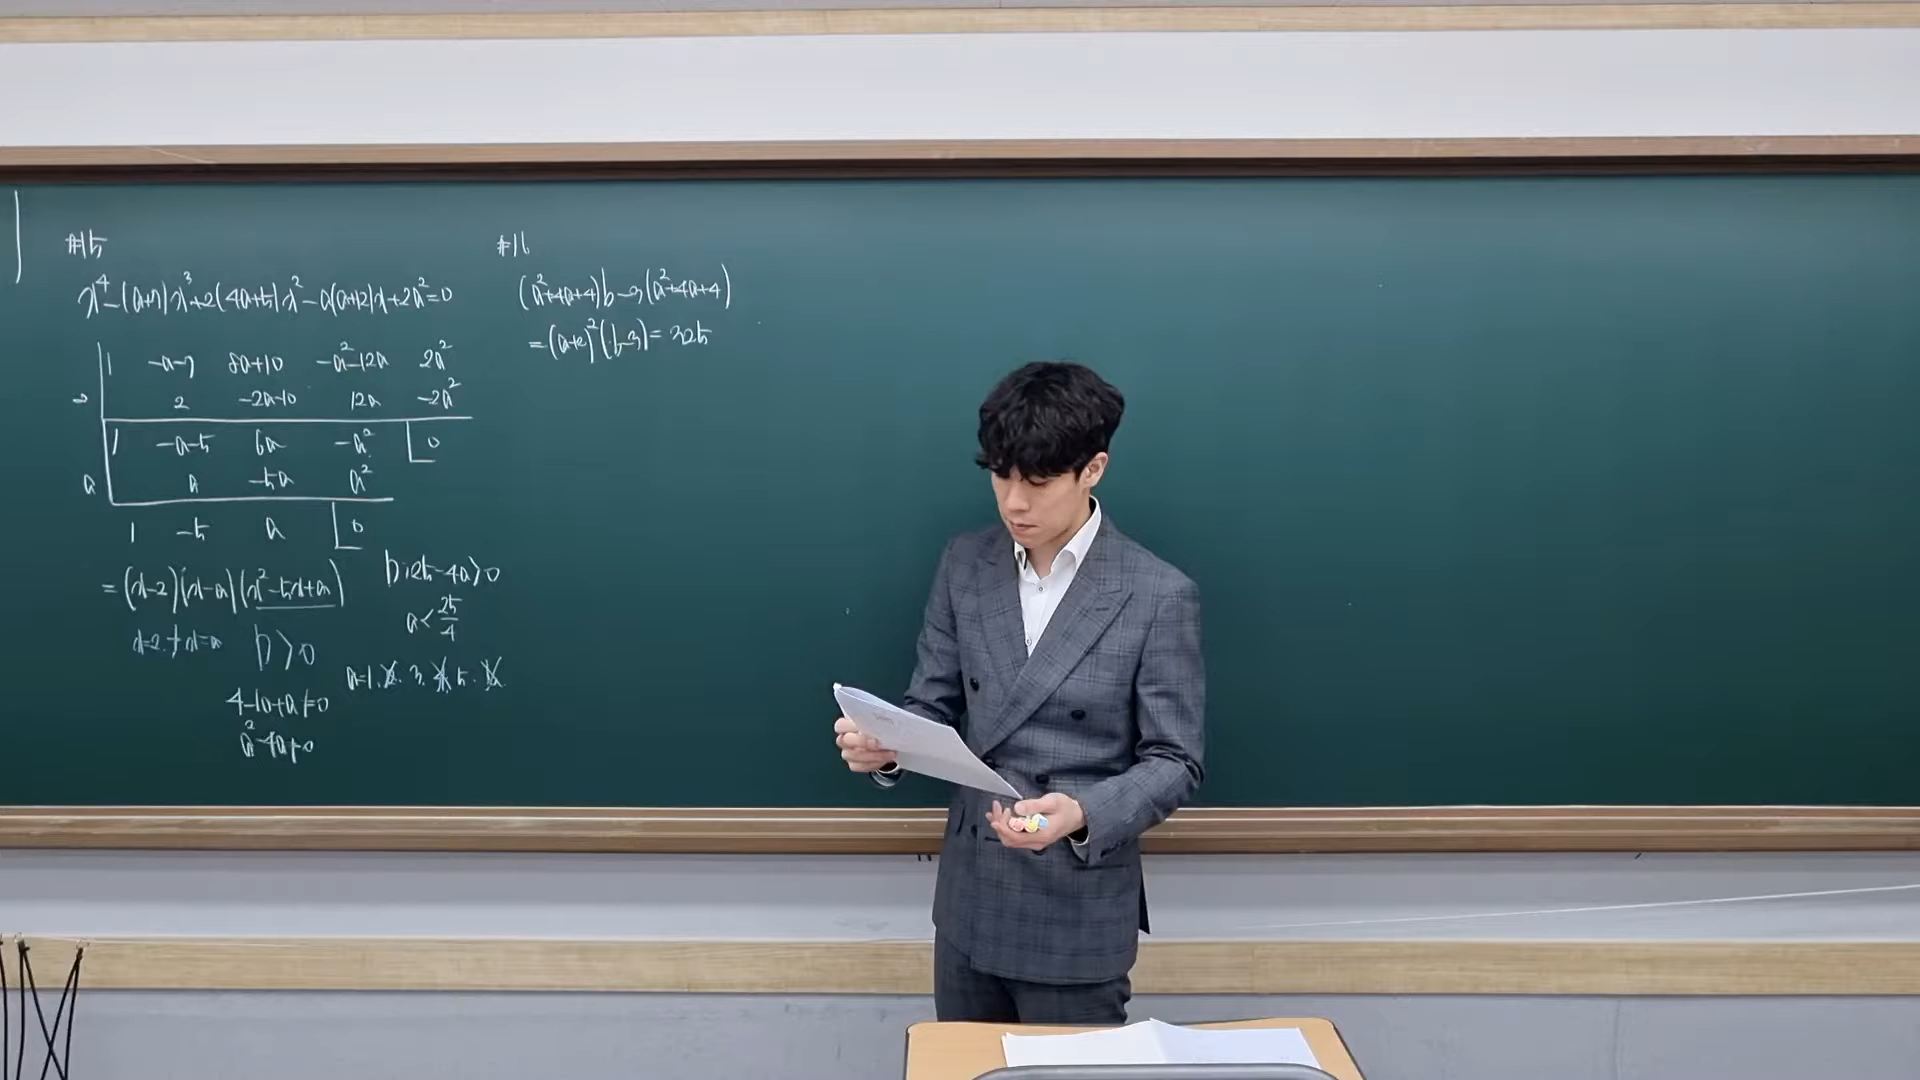 #15
x⁴-(a+7)x³+2(4a+5)x²-a(a+12)x+2a²=0
1 -a-7 8a+10 -a²-12a 2a²
2 2 -2a-10 12a -2a²
1 -a-5 6a -a² 0
a a -5a a²
1 -5 a 0
=(x-2)(x-a)(x²-5x+a)
x=2, x=a
D>0
4-10+a≠0
a²-4a≠0
D:25-4a>0
a<25/4
a=1. 2. 3. 4. 5. 6.
#16
(a²+4a+4)b-3(a²+4a+4)
=(a+2)²(b-3)=325